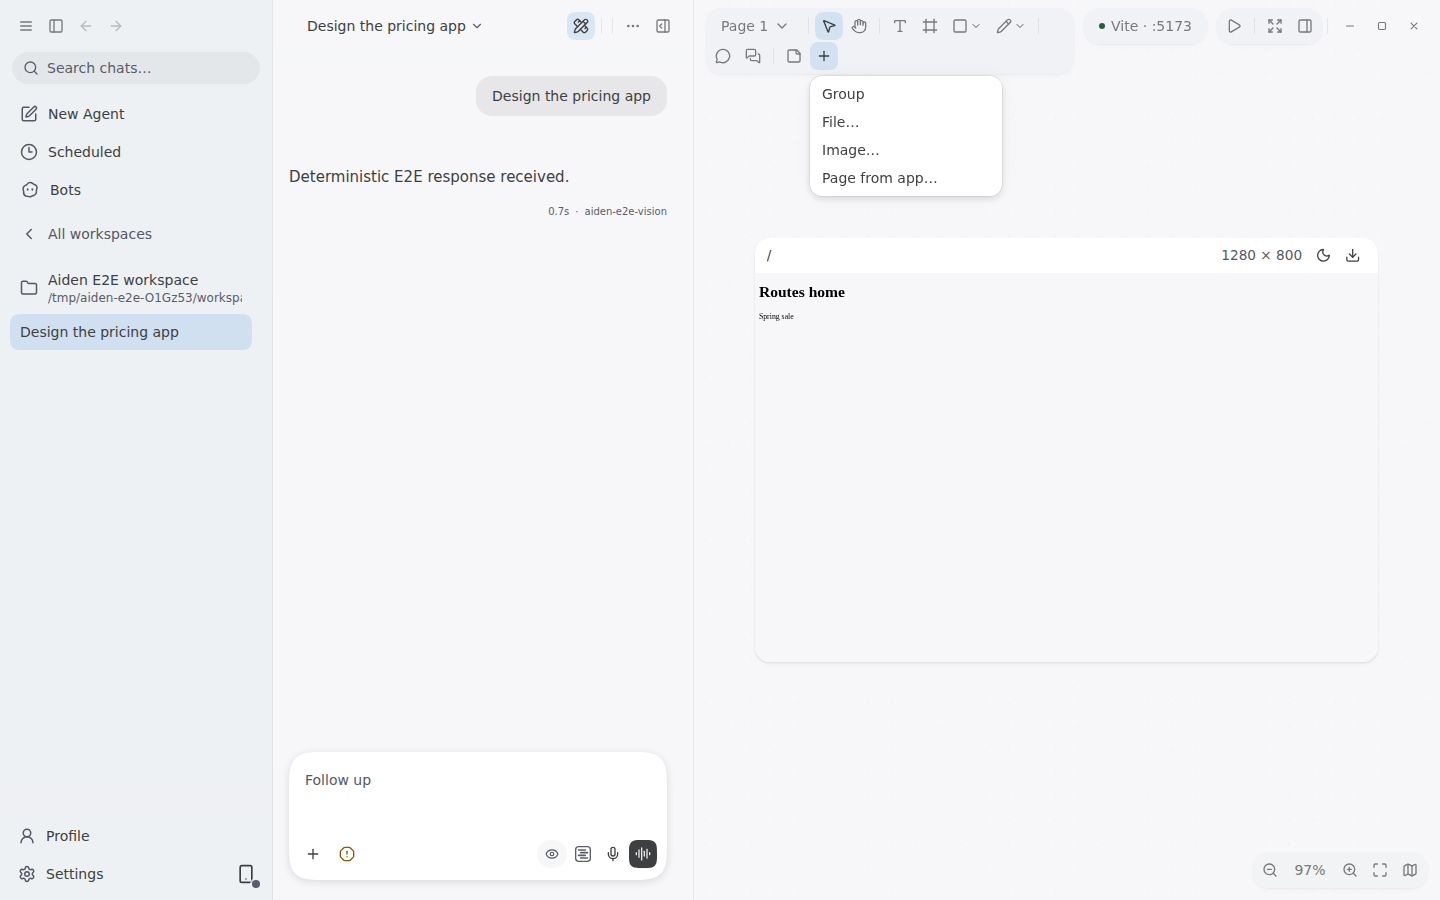 Search chats…
New Agent
Scheduled
Bots
All workspaces
Aiden E2E workspace
/tmp/aiden-e2e-O1Gz53/workspa
Design the pricing app
Profile
Settings
Design the pricing app
Design the pricing app
Deterministic E2E response received.
0.7s · aiden-e2e-vision
Follow up
Page 1
Vite · :5173
Group
File…
Image…
Page from app…
/
1280 × 800
Routes home
Spring sale
97%